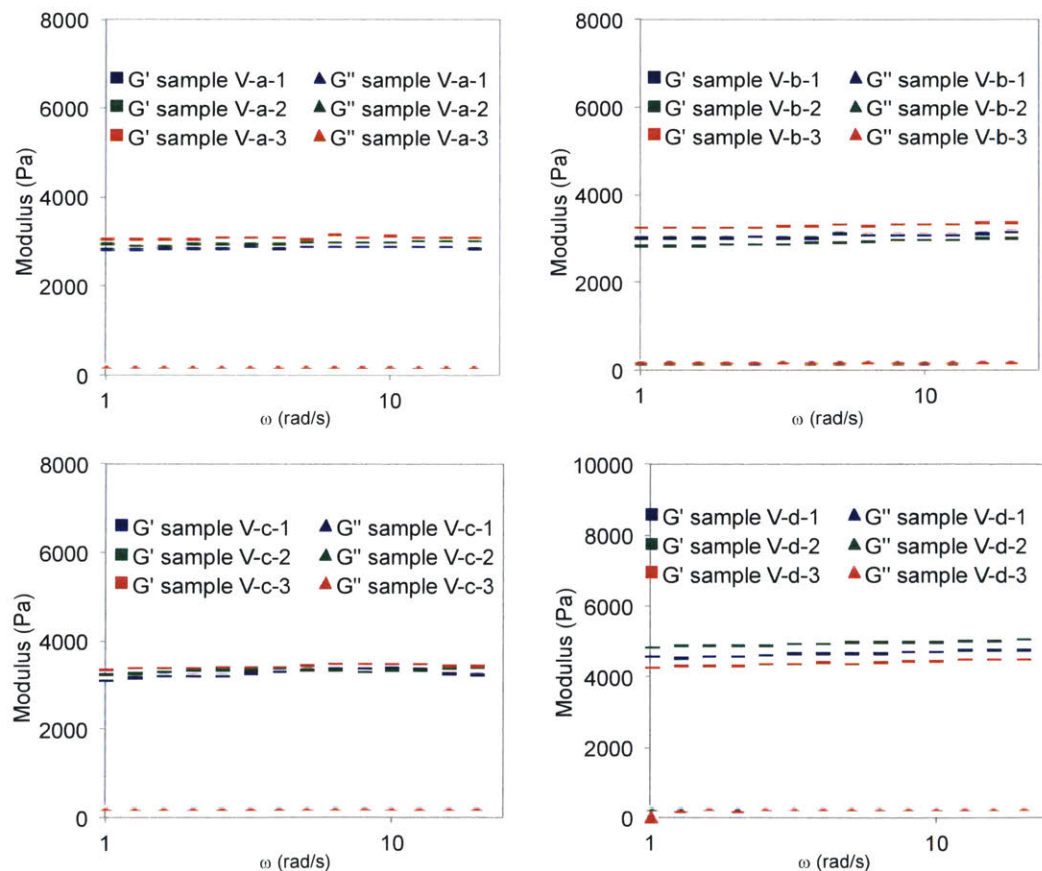 8000
6000
4000
2000
0
Modulus (Pa)
G' sample V-a-1 G" sample V-a-1
G' sample V-a-2 G" sample V-a-2
G' sample V-a-3 G" sample V-a-3
1 10
ω (rad/s)
8000
6000
4000
2000
0
Modulus (Pa)
G' sample V-b-1 G" sample V-b-1
G' sample V-b-2 G" sample V-b-2
G' sample V-b-3 G" sample V-b-3
1 10
ω (rad/s)
8000
6000
4000
2000
0
Modulus (Pa)
G' sample V-c-1 G" sample V-c-1
G' sample V-c-2 G" sample V-c-2
G' sample V-c-3 G" sample V-c-3
1 10
ω (rad/s)
10000
8000
6000
4000
2000
0
Modulus (Pa)
G' sample V-d-1 G" sample V-d-1
G' sample V-d-2 G" sample V-d-2
G' sample V-d-3 G" sample V-d-3
1 10
ω (rad/s)